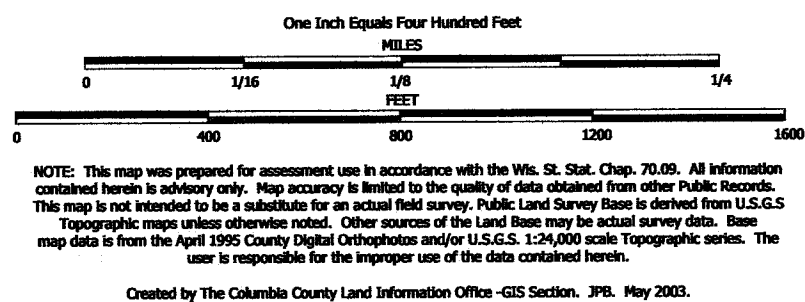 One Inch Equals Four Hundred Feet
MILES
0 1/16 1/8 1/4
FEET
0 400 800 1200 1600
NOTE: This map was prepared for assessment use in accordance with the Wis. St. Stat. Chap. 70.09. All information
contained herein is advisory only. Map accuracy is limited to the quality of data obtained from other Public Records.
This map is not intended to be a substitute for an actual field survey. Public Land Survey Base is derived from U.S.G.S
Topographic maps unless otherwise noted. Other sources of the Land Base may be actual survey data. Base
map data is from the April 1995 County Digital Orthophotos and/or U.S.G.S. 1:24,000 scale Topographic series. The
user is responsible for the improper use of the data contained herein.
Created by The Columbia County Land Information Office -GIS Section. JPB. May 2003.